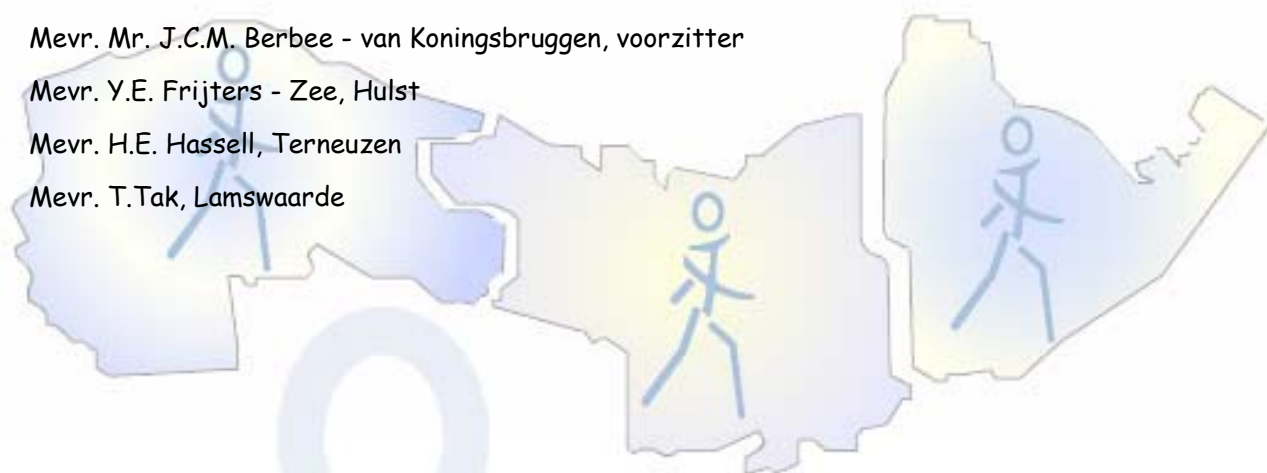 Mevr. Mr. J.C.M. Berbee - van Koningsbruggen, voorzitter
Mevr. Y.E. Frijters - Zee, Hulst
Mevr. H.E. Hassell, Terneuzen
Mevr. T.Tak, Lamswaarde